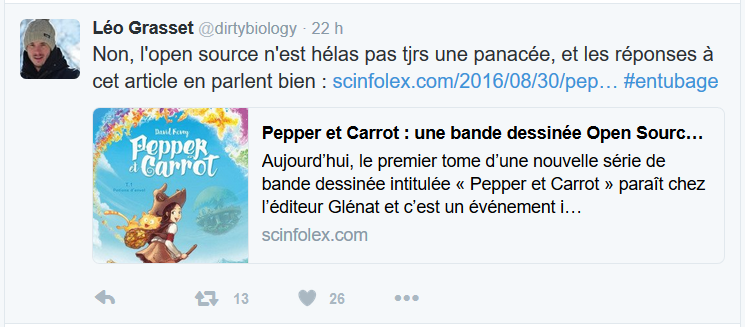 Léo Grasset @dirtybiology · 22 h
Non, l'open source n'est hélas pas tjrs une panacée, et les réponses à
cet article en parlent bien : scinfolex.com/2016/08/30/pep… #entubage
David Revoy
Pepper
et
Carrot
Pepper et Carrot : une bande dessinée Open Sourc…
Aujourd'hui, le premier tome d'une nouvelle série de
bande dessinée intitulée « Pepper et Carrot » paraît chez
l'éditeur Glénat et c'est un événement i…
scinfolex.com
13
26